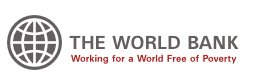 THE WORLD BANK
Working for a World Free of Poverty